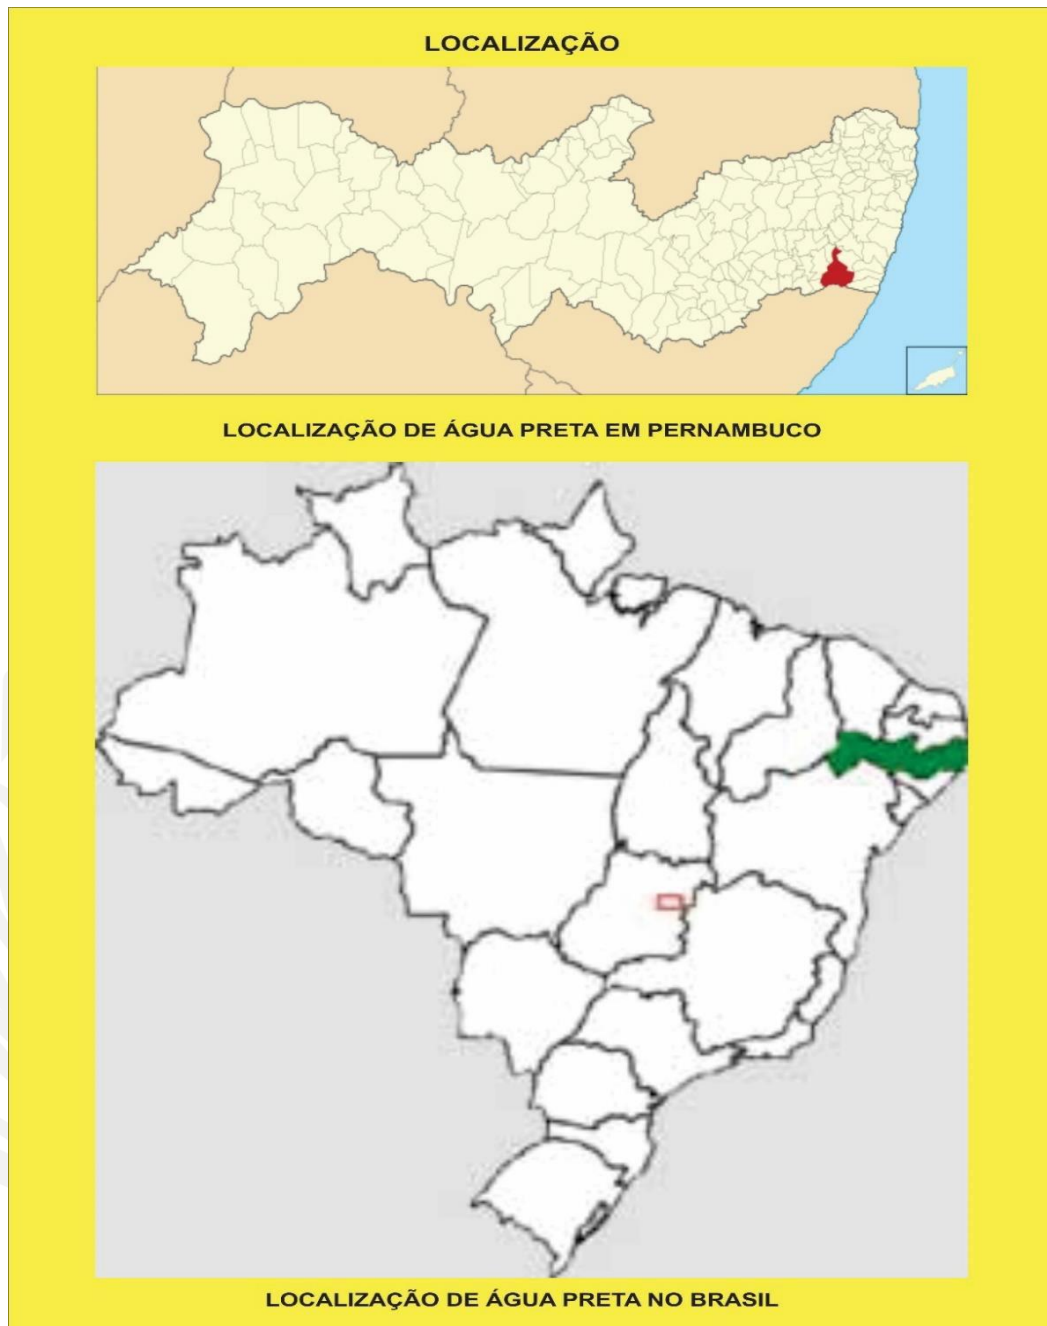 LOCALIZAÇÃO
LOCALIZAÇÃO DE ÁGUA PRETA EM PERNAMBUCO
LOCALIZAÇÃO DE ÁGUA PRETA NO BRASIL